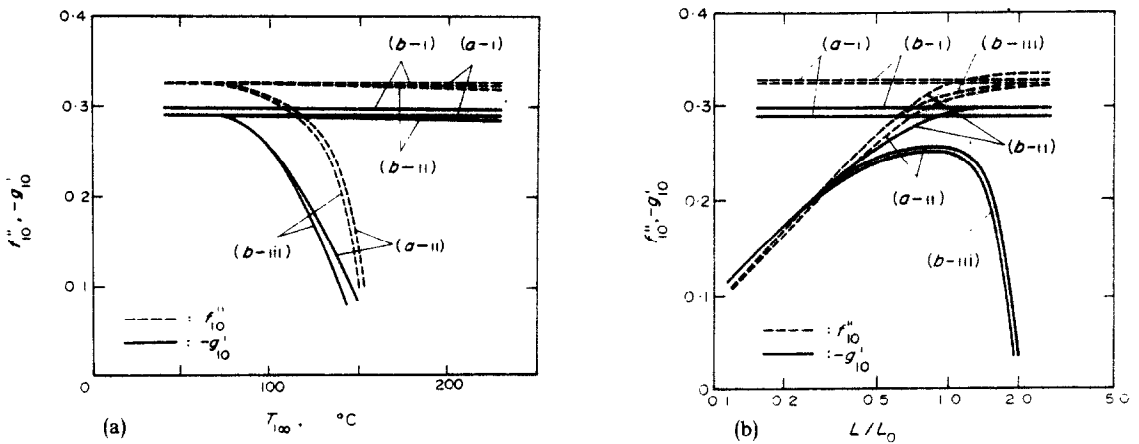 0·4
0·3
0·2
0·1
0
f″₁₀, -g′₁₀
(b-i)
(a-i)
(b-ii)
(b-iii)
(a-ii)
: f″₁₀
: -g′₁₀
0
100
200
T₁∞, °C
(a)
0·4
0·3
0·2
0·1
0
f″₁₀, -g′₁₀
(a-i)
(b-i)
(b-iii)
(b-ii)
(a-ii)
(b-iii)
: f″₁₀
: -g′₁₀
0·1
0·2
0·5
1·0
2·0
5·0
L/L₀
(b)